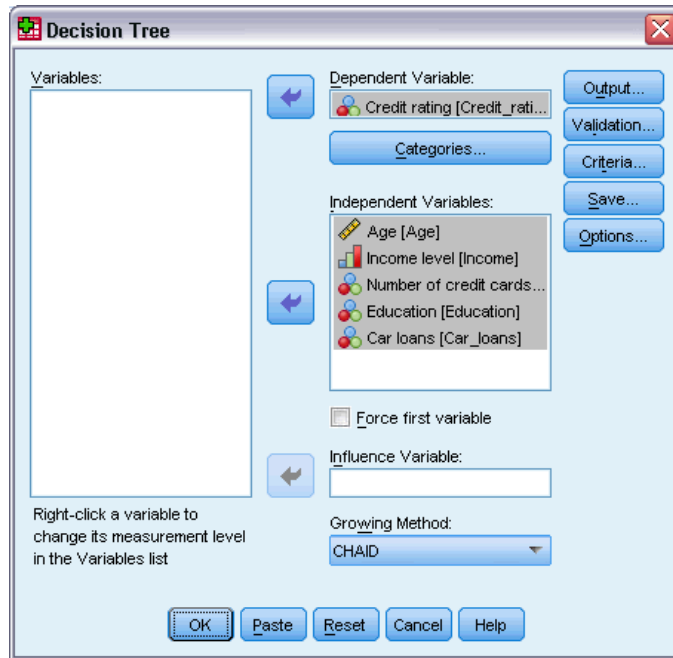 Decision Tree
Variables:
Right-click a variable to
change its measurement level
in the Variables list
Dependent Variable:
Credit rating [Credit_rati...
Categories...
Independent Variables:
Age [Age]
Income level [Income]
Number of credit cards...
Education [Education]
Car loans [Car_loans]
Force first variable
Influence Variable:
Growing Method:
CHAID
Output...
Validation...
Criteria...
Save...
Options...
OK
Paste
Reset
Cancel
Help